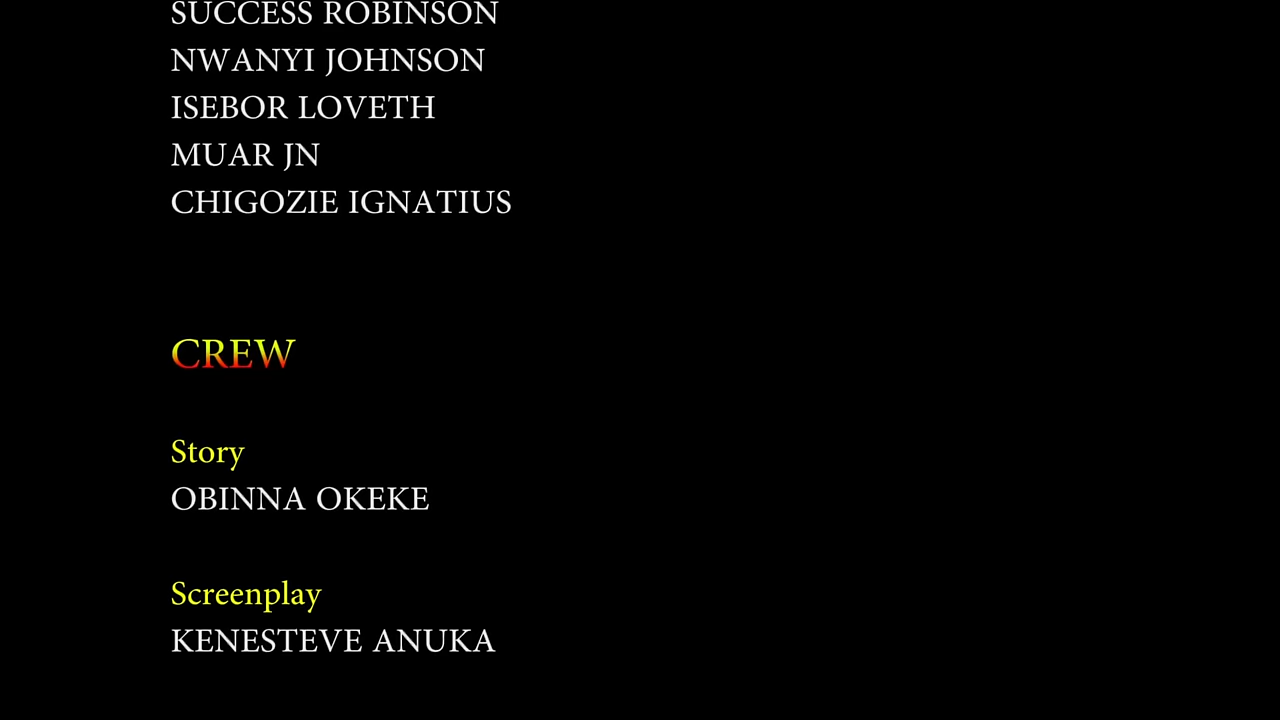 SUCCESS ROBINSON
NWANYI JOHNSON
ISEBOR LOVETH
MUAR JN
CHIGOZIE IGNATIUS
CREW
Story
OBINNA OKEKE
Screenplay
KENESTEVE ANUKA